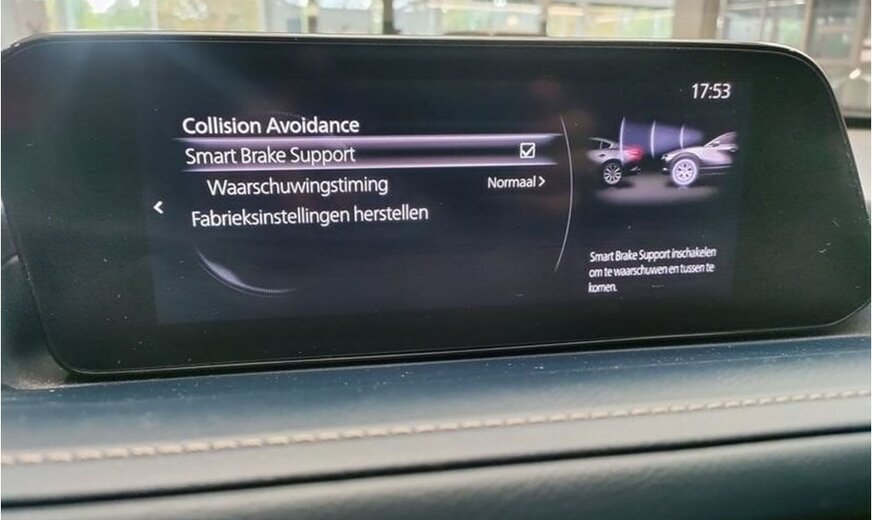 17:53
Collision Avoidance
Smart Brake Support
Waarschuwingstiming Normaal
Fabrieksinstellingen herstellen
Smart Brake Support inschakelen
om te waarschuwen en tussen te
komen.